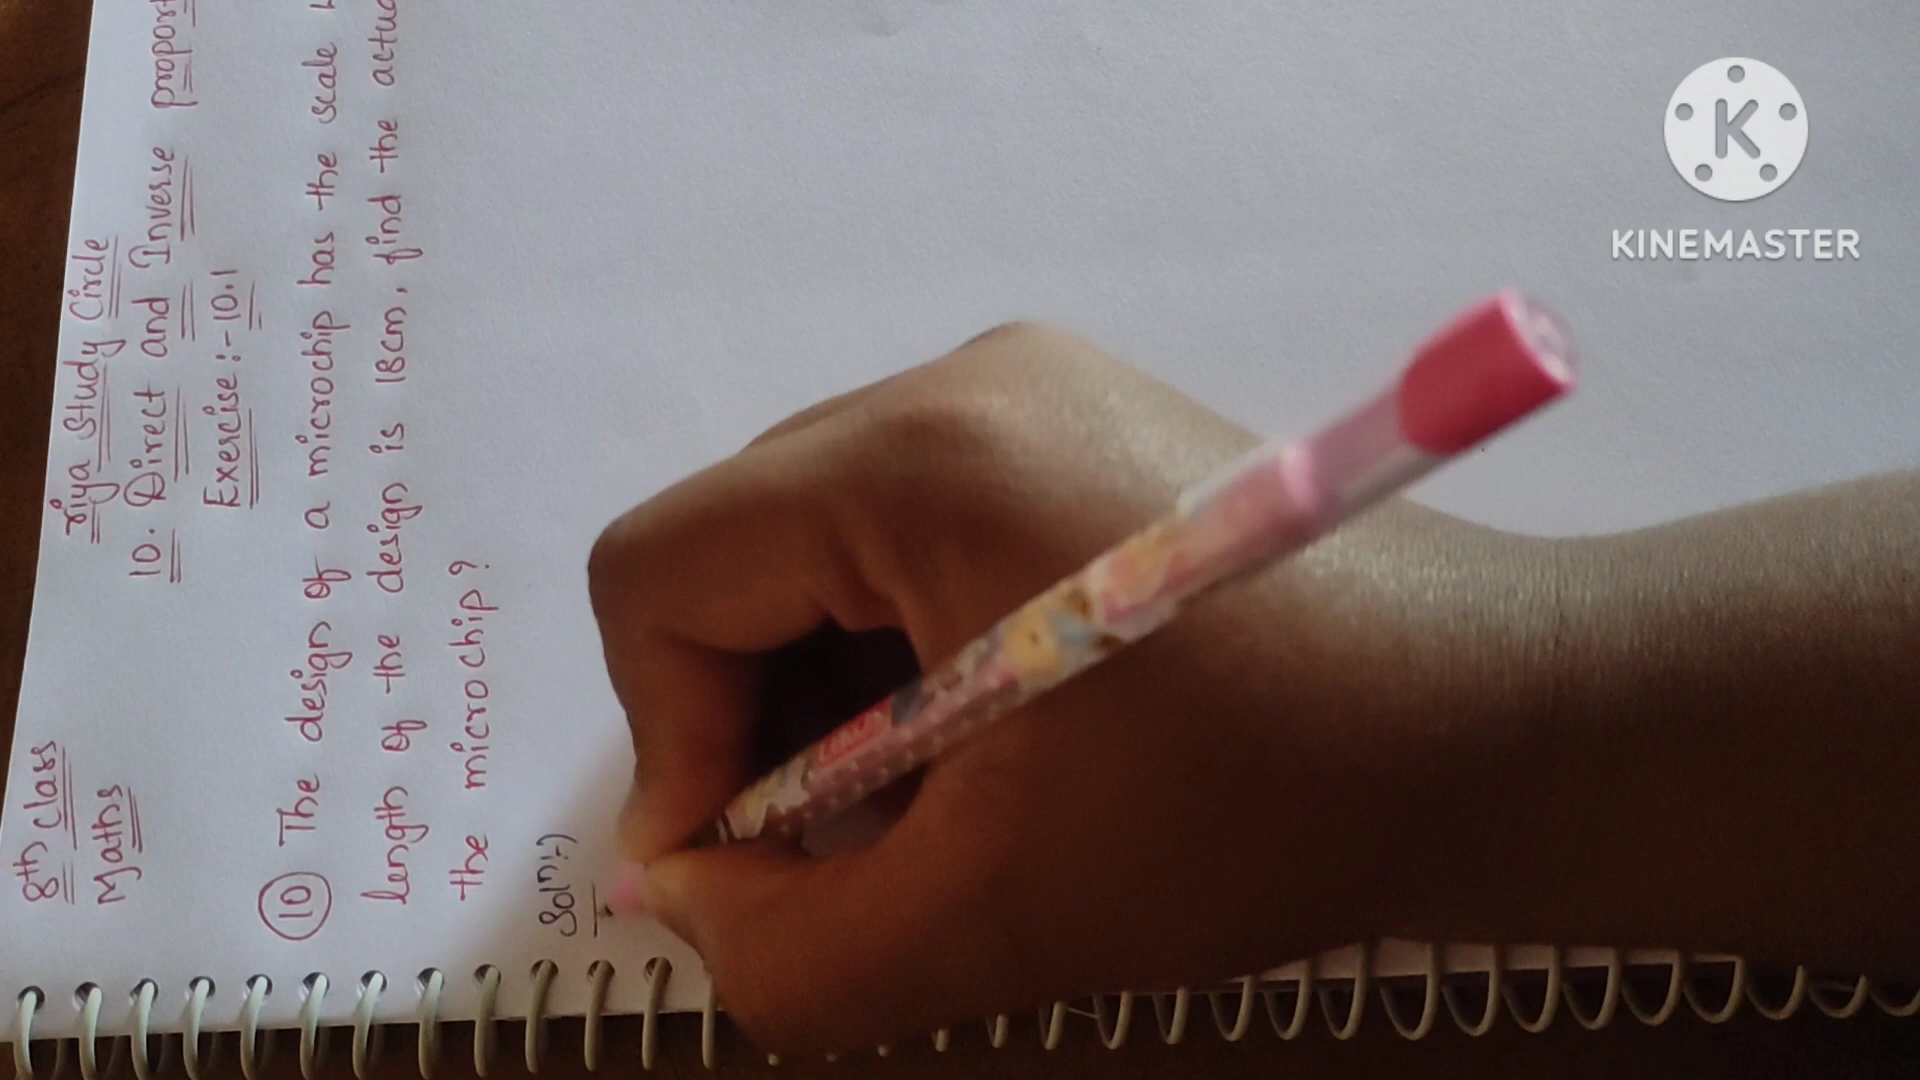 riya Study Circle
8th Class
Maths
10. Direct and Inverse
Exercise :- 10.1
10 The design of a microchip has the scale
length of the design is 18cm, find the
the microchip?
Soln:-)
KINEMASTER